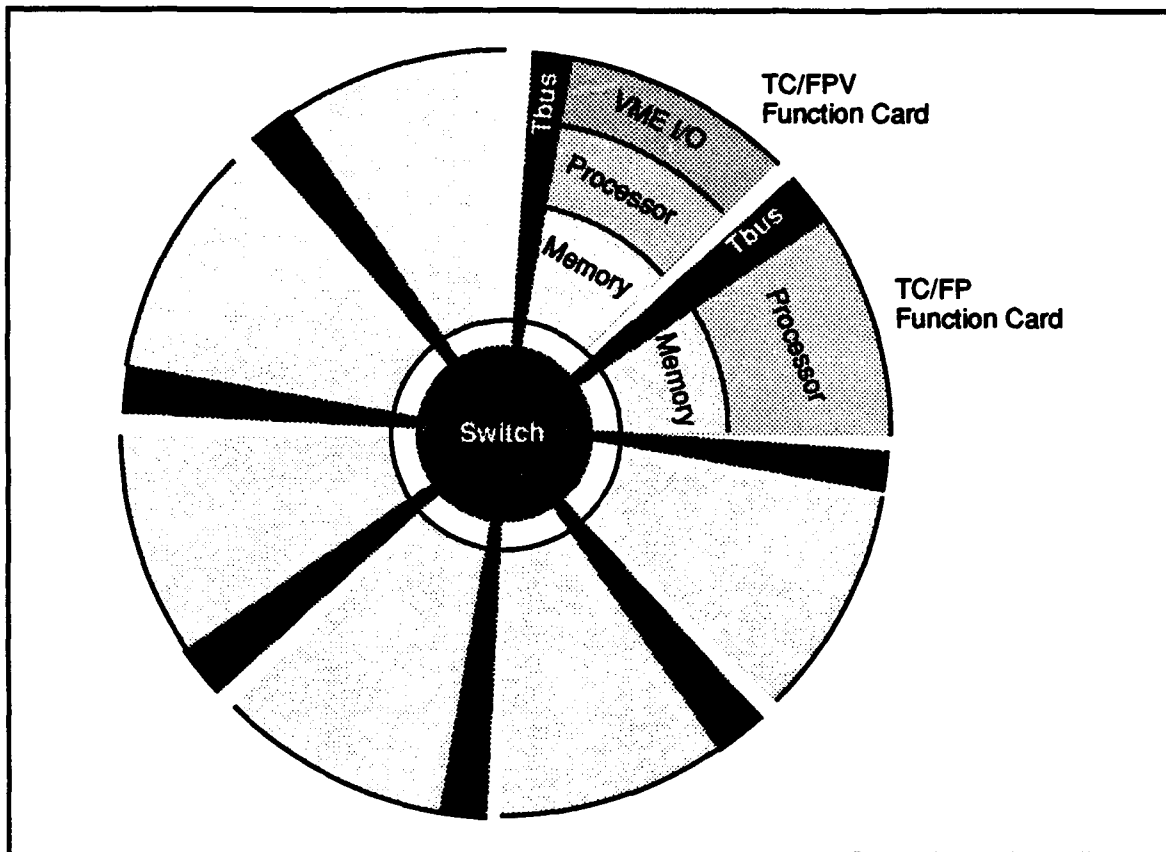 TC/FPV
Function Card
Tbus
VME I/O
Processor
Memory
Tbus
Processor
Memory
TC/FP
Function Card
Switch